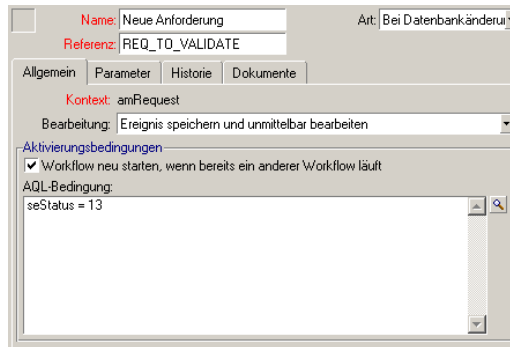 Name: Neue Anforderung Art: Bei Datenbankänderun
Referenz: REQ_TO_VALIDATE
Allgemein Parameter Historie Dokumente
Kontext: amRequest
Bearbeitung: Ereignis speichern und unmittelbar bearbeiten
Aktivierungsbedingungen
Workflow neu starten, wenn bereits ein anderer Workflow läuft
AQL-Bedingung:
seStatus = 13